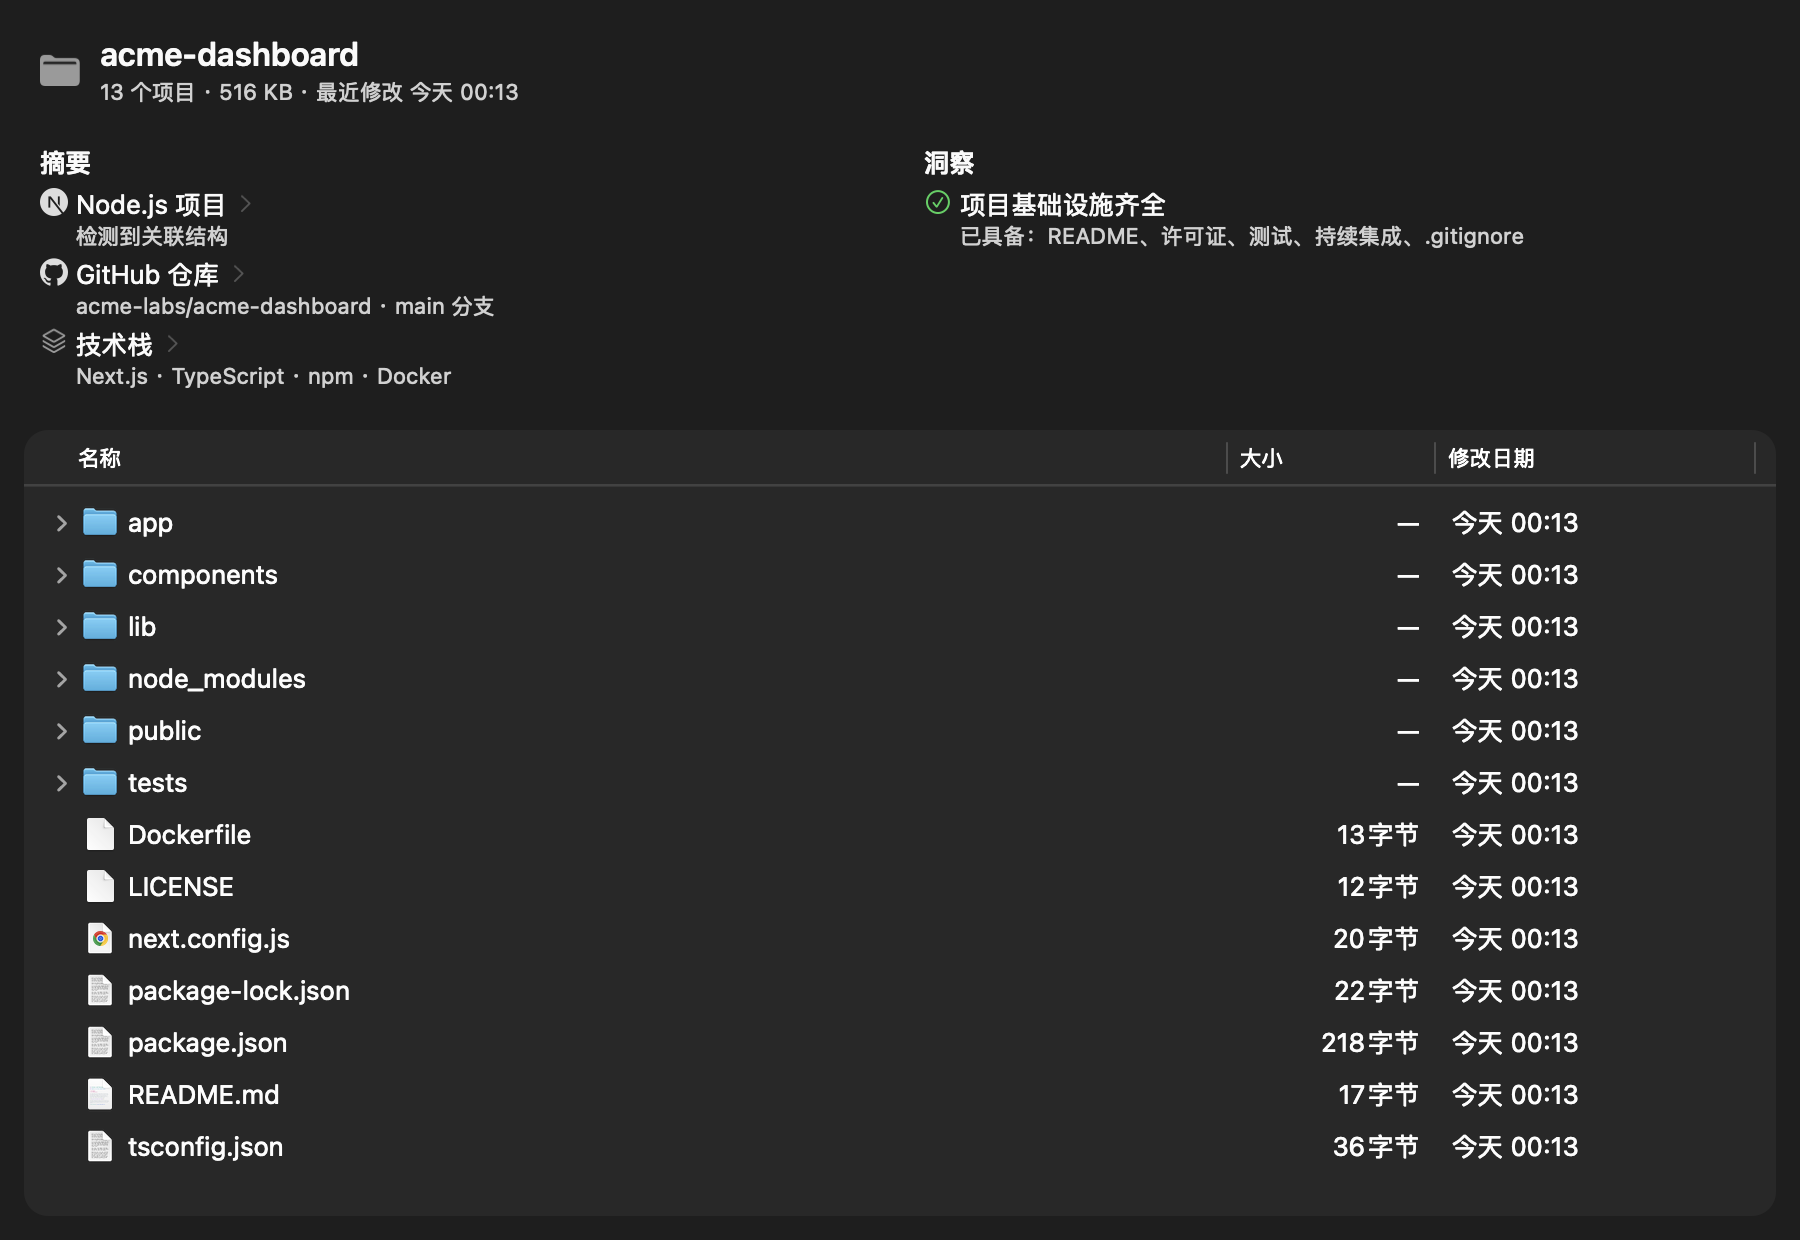 acme-dashboard
13 个项目 · 516 KB · 最近修改 今天 00:13
摘要
Node.js 项目
检测到关联结构
GitHub 仓库
acme-labs/acme-dashboard · main 分支
技术栈
Next.js · TypeScript · npm · Docker
洞察
项目基础设施齐全
已具备：README、许可证、测试、持续集成、.gitignore
名称 大小 修改日期
app — 今天 00:13
components — 今天 00:13
lib — 今天 00:13
node_modules — 今天 00:13
public — 今天 00:13
tests — 今天 00:13
Dockerfile 13字节 今天 00:13
LICENSE 12字节 今天 00:13
next.config.js 20字节 今天 00:13
package-lock.json 22字节 今天 00:13
package.json 218字节 今天 00:13
README.md 17字节 今天 00:13
tsconfig.json 36字节 今天 00:13